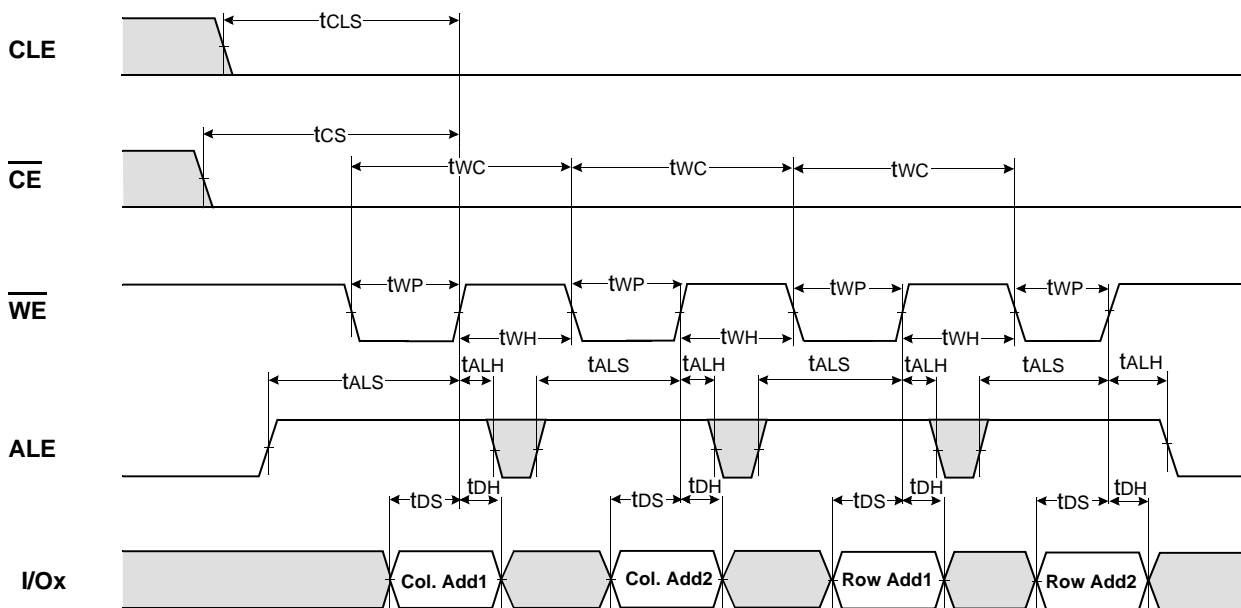 CLE
tCLS
CE
tCS
tWC
tWC
tWC
WE
tWP
tWP
tWP
tWP
tWH
tWH
tWH
ALE
tALS
tALH
tALS
tALH
tALS
tALH
tALS
tALH
tDS
tDH
tDS
tDH
tDS
tDH
tDS
tDH
I/Ox
Col. Add1
Col. Add2
Row Add1
Row Add2